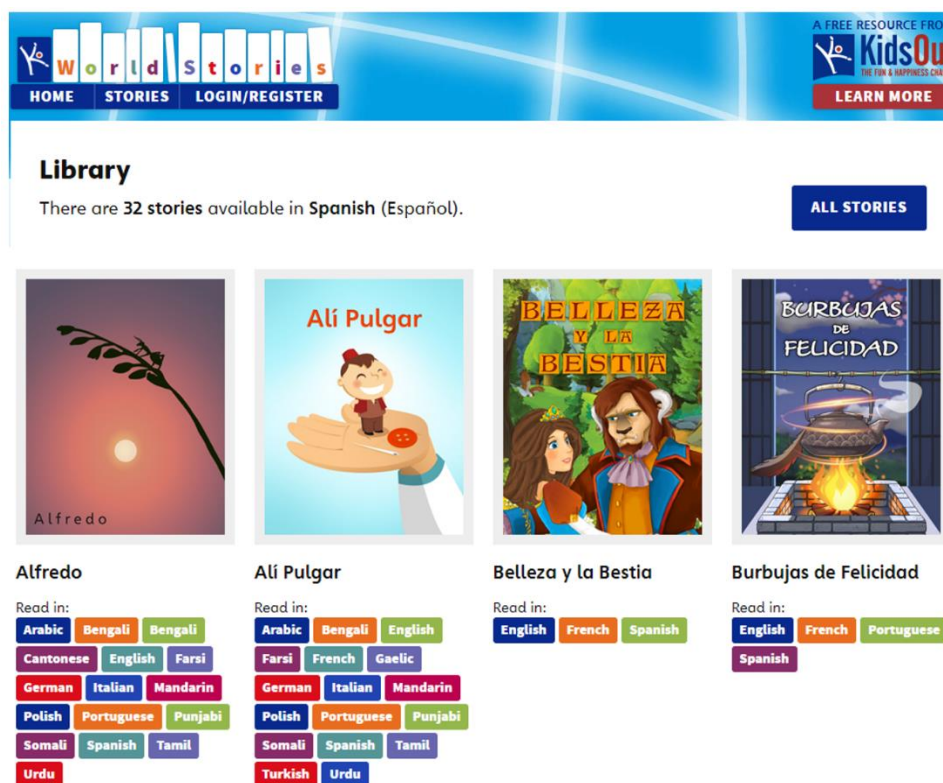 A FREE RESOURCE FRO
World Stories
KidsOu
THE FUN & HAPPINESS CHA
HOME STORIES LOGIN/REGISTER
LEARN MORE
Library
There are 32 stories available in Spanish (Español).
ALL STORIES
Alfredo
Alí Pulgar
BELLEZA
Y LA
BESTIA
BURBUJAS
DE
FELICIDAD
Alfredo
Read in:
Arabic Bengali Bengali
Cantonese English Farsi
German Italian Mandarin
Polish Portuguese Punjabi
Somali Spanish Tamil
Urdu
Alí Pulgar
Read in:
Arabic Bengali English
Farsi French Gaelic
German Italian Mandarin
Polish Portuguese Punjabi
Somali Spanish Tamil
Turkish Urdu
Belleza y la Bestia
Read in:
English French Spanish
Burbujas de Felicidad
Read in:
English French Portuguese
Spanish